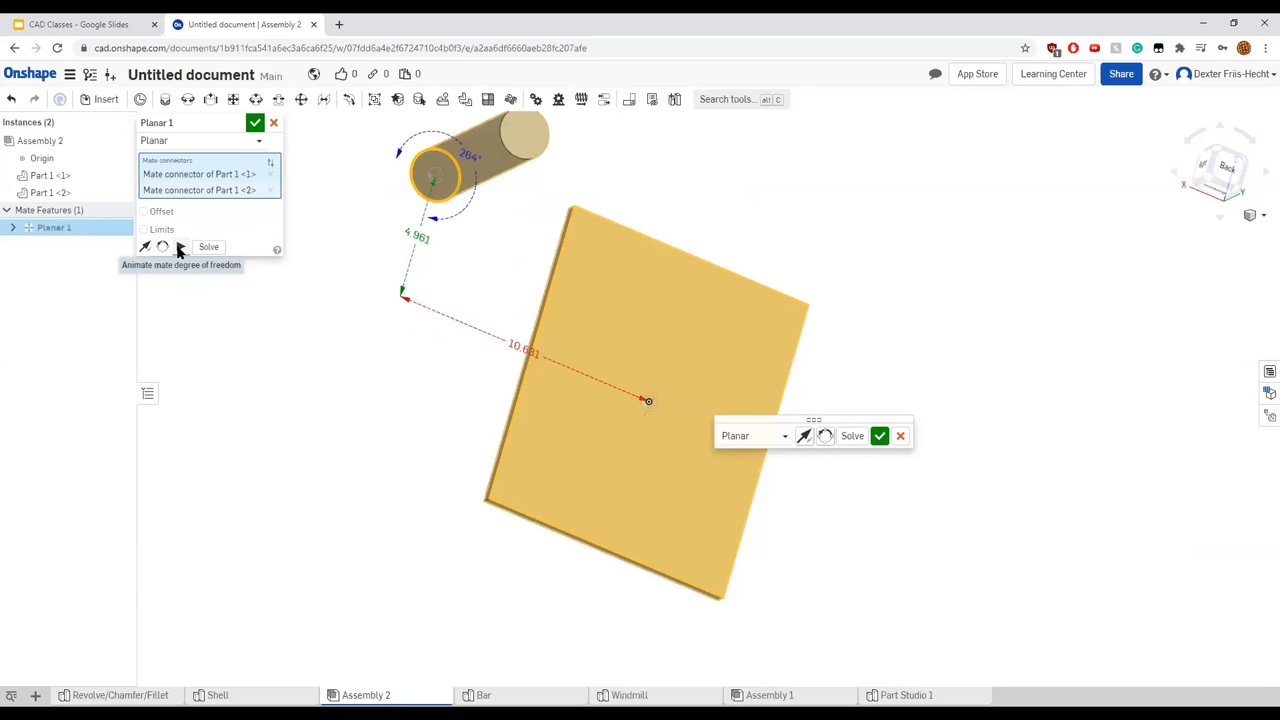 CAD Classes - Google Slides
Untitled document | Assembly 2
cad.onshape.com/documents/1b911fca541a6ec3a6ca6f25/w/07fdd6a4e2f6724710c4b0f3/e/a2aa6df6660aeb28fc207afe
Onshape
Untitled document Main
0
0
0
App Store
Learning Center
Share
Dexter Friis-Hecht
Insert
Search tools...
alt C
Instances (2)
Assembly 2
Origin
Part 1 <1>
Part 1 <2>
Mate Features (1)
Planar 1
Planar 1
Planar
Mate connectors
Mate connector of Part 1 <1>
Mate connector of Part 1 <2>
Offset
Limits
Solve
Animate mate degree of freedom
264°
4.961
Back
X
Y
Planar
Solve
Revolve/Chamfer/Fillet
Shell
Assembly 2
Bar
Windmill
Assembly 1
Part Studio 1